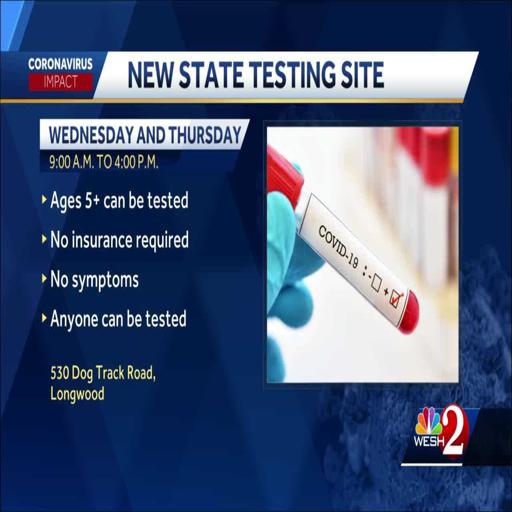 CORONAVIRUS
IMPACT
NEW STATE TESTING SITE
WEDNESDAY AND THURSDAY
9:00 A.M. TO 4:00 P.M.
Ages 5+ can be tested
No insurance required
No symptoms
Anyone can be tested
530 Dog Track Road,
Longwood
COVID-19 : - +
WESH 2